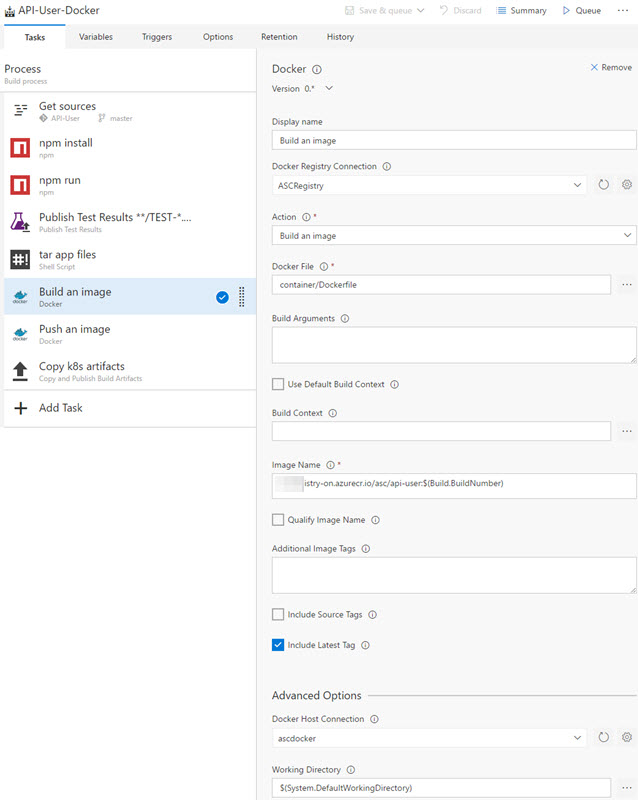 API-User-Docker
Save & queue
Discard
Summary
Queue
Tasks
Variables
Triggers
Options
Retention
History
Process
Build process
Get sources
API-User
master
npm install
npm
npm run
npm
Publish Test Results **/TEST-*....
Publish Test Results
#!
tar app files
Shell Script
docker
Build an image
Docker
docker
Push an image
Docker
Copy k8s artifacts
Copy and Publish Build Artifacts
Add Task
Docker
Remove
Version 0.*
Display name
Build an image
Docker Registry Connection
ASCRegistry
Action *
Build an image
Docker File *
container/Dockerfile
Build Arguments
Use Default Build Context
Build Context
Image Name *
istry-on.azurecr.io/asc/api-user:$(Build.BuildNumber)
Qualify Image Name
Additional Image Tags
Include Source Tags
Include Latest Tag
Advanced Options
Docker Host Connection
ascdocker
Working Directory
$(System.DefaultWorkingDirectory)